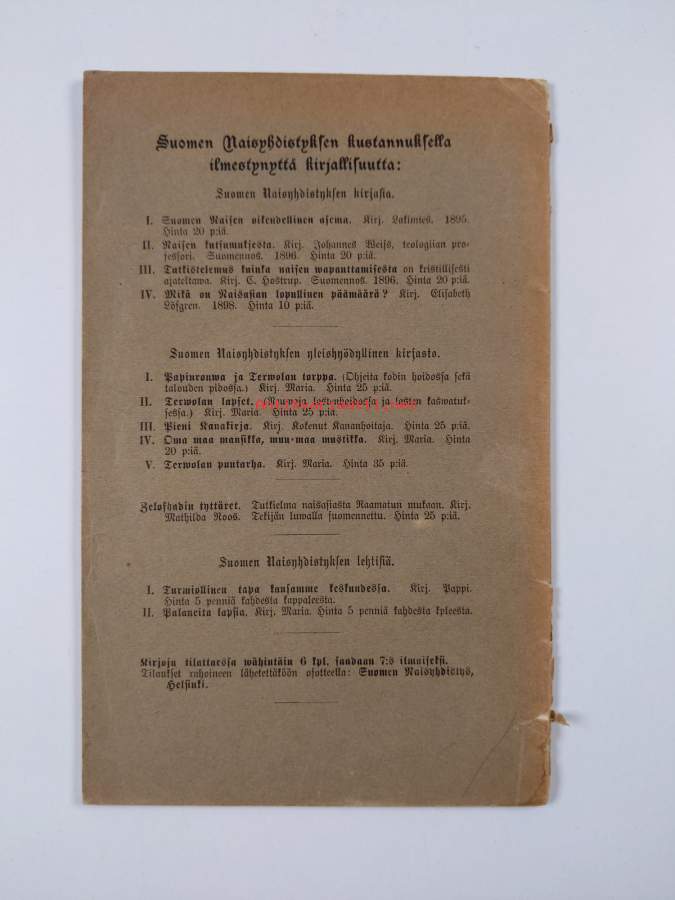 Suomen Naisyhdistyksen kustannuksella
ilmestynyttä kirjallisuutta:
Suomen Naisyhdistyksen kirjasia.
I. Suomen Naisen oikeudellinen asema. Kirj. Lakimies. 1895.
Hinta 20 p:iä.
II. Naisen kutsumuksesta. Kirj. Johannes Weiss, teologiian pro-
fessori. Suomennos. 1896. Hinta 20 p:iä.
III. Tutkistelemus kuinka naisen wapauttamisesta on kristillisesti
ajateltawa. Kirj. C. Hostrup. Suomennos. 1896. Hinta 20 p:iä.
IV. Mikä on Naisasian lopullinen päämäärä? Kirj. Elisabeth
Löfgren. 1898. Hinta 10 p:iä.
Suomen Naisyhdistyksen yleishyödyllinen kirjasto.
I. Papinrouwa ja Terwolan torppa. (Ohjeita kodin hoidossa sekä
talouden pidossa.) Kirj. Maria. Hinta 25 p:iä.
II. Terwolan lapset. (Neuwoja lastenhoidossa ja lasten kaswatuk-
sessa.) Kirj. Maria. Hinta 25 p:iä.
III. Pieni Kanakirja. Kirj. Kokenut Kananhoitaja. Hinta 25 p:iä.
IV. Oma maa mansikka, muu-maa mustikka. Kirj. Maria. Hinta
20 p:iä.
V. Terwolan puutarha. Kirj. Maria. Hinta 35 p:iä.
Zelofhadin tyttäret. Tutkielma naisasiasta Raamatun mukaan. Kirj.
Mathilda Roos. Tekijän luwalla suomennettu. Hinta 25 p:iä.
Suomen Naisyhdistyksen lehtisiä.
I. Turmiollinen tapa kansamme keskuudessa. Kirj. Pappi.
Hinta 5 penniä kahdesta kappaleesta.
II. Palaneita lapsia. Kirj. Maria. Hinta 5 penniä kahdesta kpleesta.
Kirjoja tilattaessa wähintäin 6 kpl. saadaan 7:s ilmaiseksi.
Tilaukset rahoineen lähetettäköön osotteella: Suomen Naisyhdistys,
Helsinki.